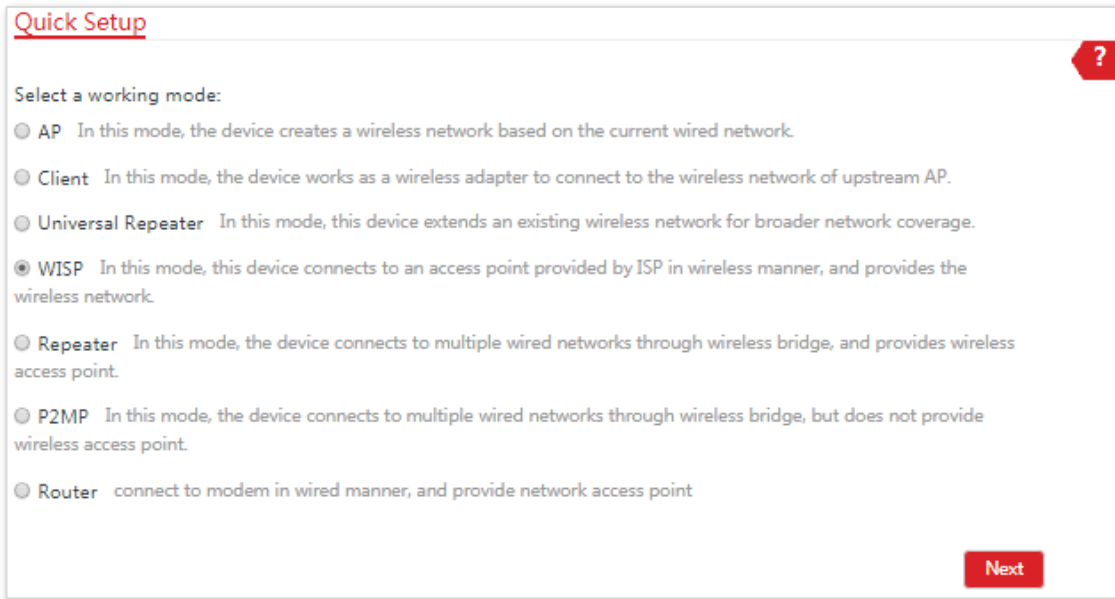 Quick Setup
?
Select a working mode:
AP In this mode, the device creates a wireless network based on the current wired network.
Client In this mode, the device works as a wireless adapter to connect to the wireless network of upstream AP.
Universal Repeater In this mode, this device extends an existing wireless network for broader network coverage.
WISP In this mode, this device connects to an access point provided by ISP in wireless manner, and provides the
wireless network.
Repeater In this mode, the device connects to multiple wired networks through wireless bridge, and provides wireless
access point.
P2MP In this mode, the device connects to multiple wired networks through wireless bridge, but does not provide
wireless access point.
Router connect to modem in wired manner, and provide network access point
Next